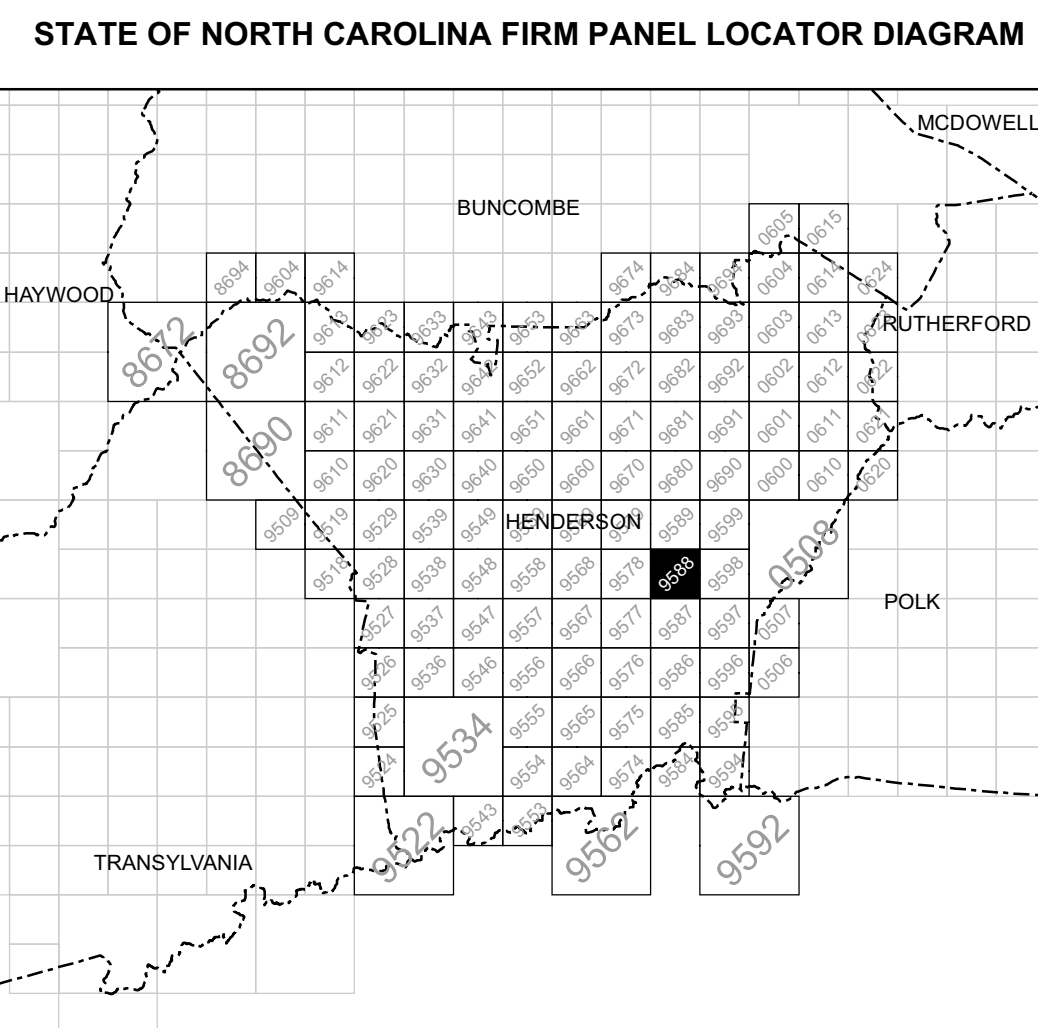 STATE OF NORTH CAROLINA FIRM PANEL LOCATOR DIAGRAM
MCDOWELL
BUNCOMBE
0605 0615
8694 9604 9614 9674 9684 9694 0604 0614 0624
HAYWOOD
8672 8692 9613 9623 9633 9643 9653 9663 9673 9683 9693 0603 0613 0623
RUTHERFORD
9612 9622 9632 9642 9652 9662 9672 9682 9692 0602 0612 0622
8690 9611 9621 9631 9641 9651 9661 9671 9681 9691 0601 0611 0621
9610 9620 9630 9640 9650 9660 9670 9680 9690 0600 0610 0620
9509 9519 9529 9539 9549 9589 9599
HENDERSON
0508
9518 9528 9538 9548 9558 9568 9578 9588 9598
POLK
9527 9537 9547 9557 9567 9577 9587 9597 0507
9526 9536 9546 9556 9566 9576 9586 9596 0506
9525 9534 9555 9565 9575 9585 9595
9524 9554 9564 9574 9584 9594
9522 9543 9553 9562 9592
TRANSYLVANIA